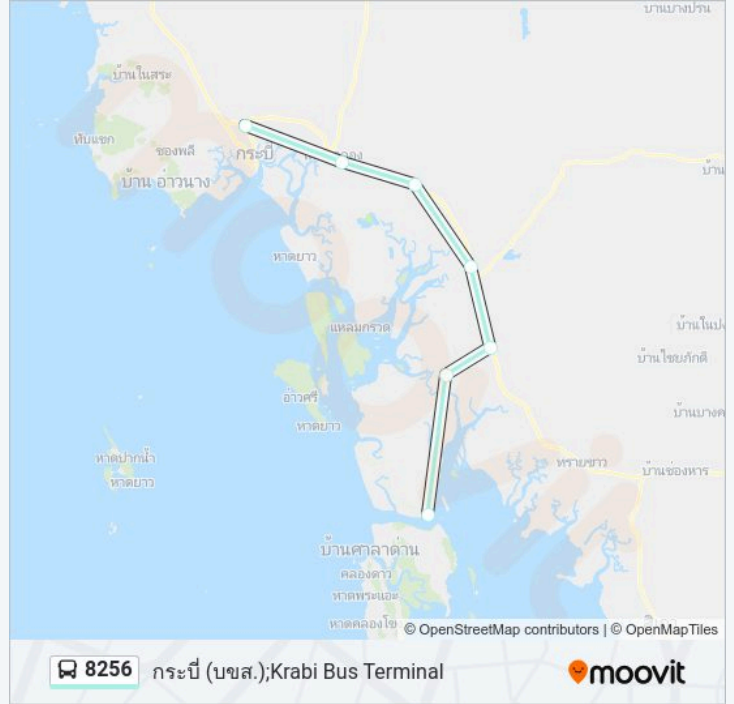 บ้านบางปรน
บ้านในสระ
ทับแขก
ช่องพลี
กระบี่
บ้าน อ่าวนาง
บ้าน
หาดยาว
แหลมกรวด
บ้านไชยภักดี
อ่าวศรี
หาดยาว
บ้านบางค
หาดปากน้ำ
หาดยาว
ทรายขาว
บ้านช่องหาร
บ้านศาลาด่าน
คลองดาว
หาดพระแอะ
หาดคลองโข
© OpenStreetMap contributors | © OpenMapTiles
8256 กระบี่ (บขส.);Krabi Bus Terminal moovit